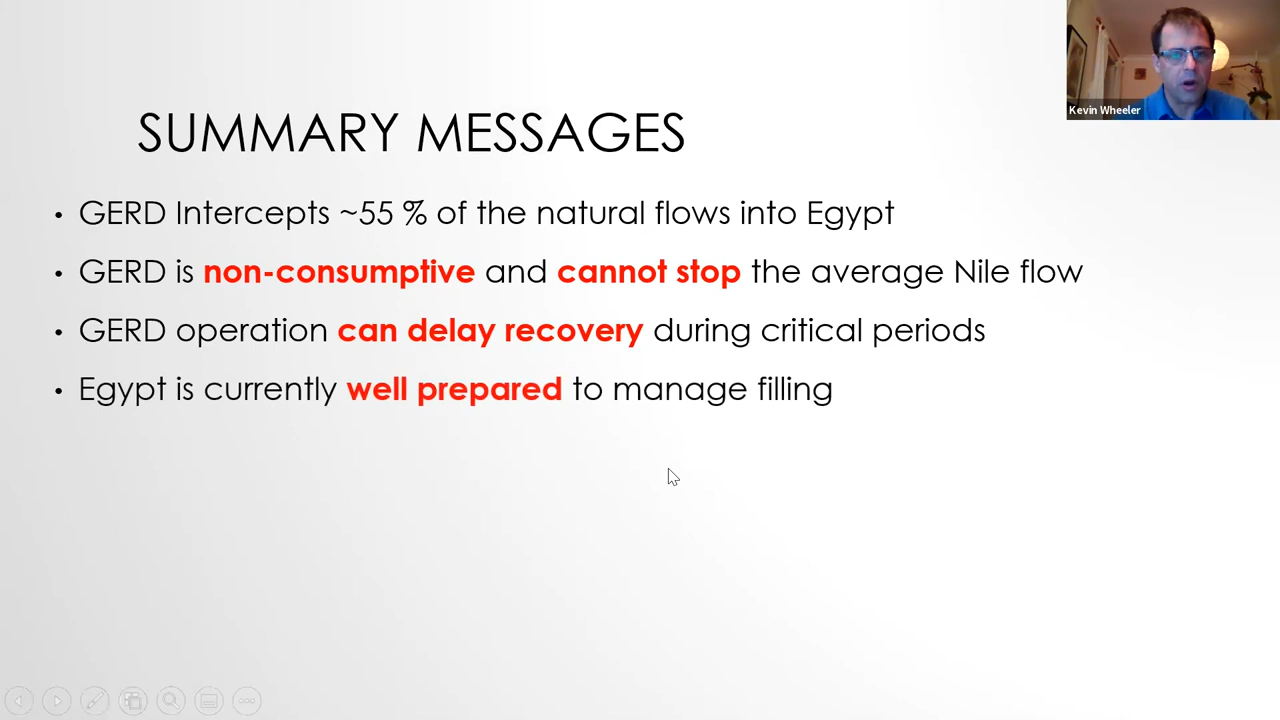 Kevin Wheeler
SUMMARY MESSAGES
• GERD Intercepts ~55 % of the natural flows into Egypt
• GERD is non-consumptive and cannot stop the average Nile flow
• GERD operation can delay recovery during critical periods
• Egypt is currently well prepared to manage filling